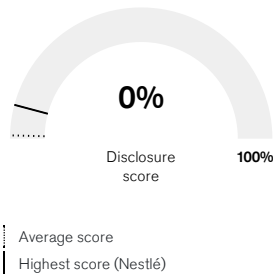 0%
Disclosure
score
100%
Average score
Highest score (Nestlé)